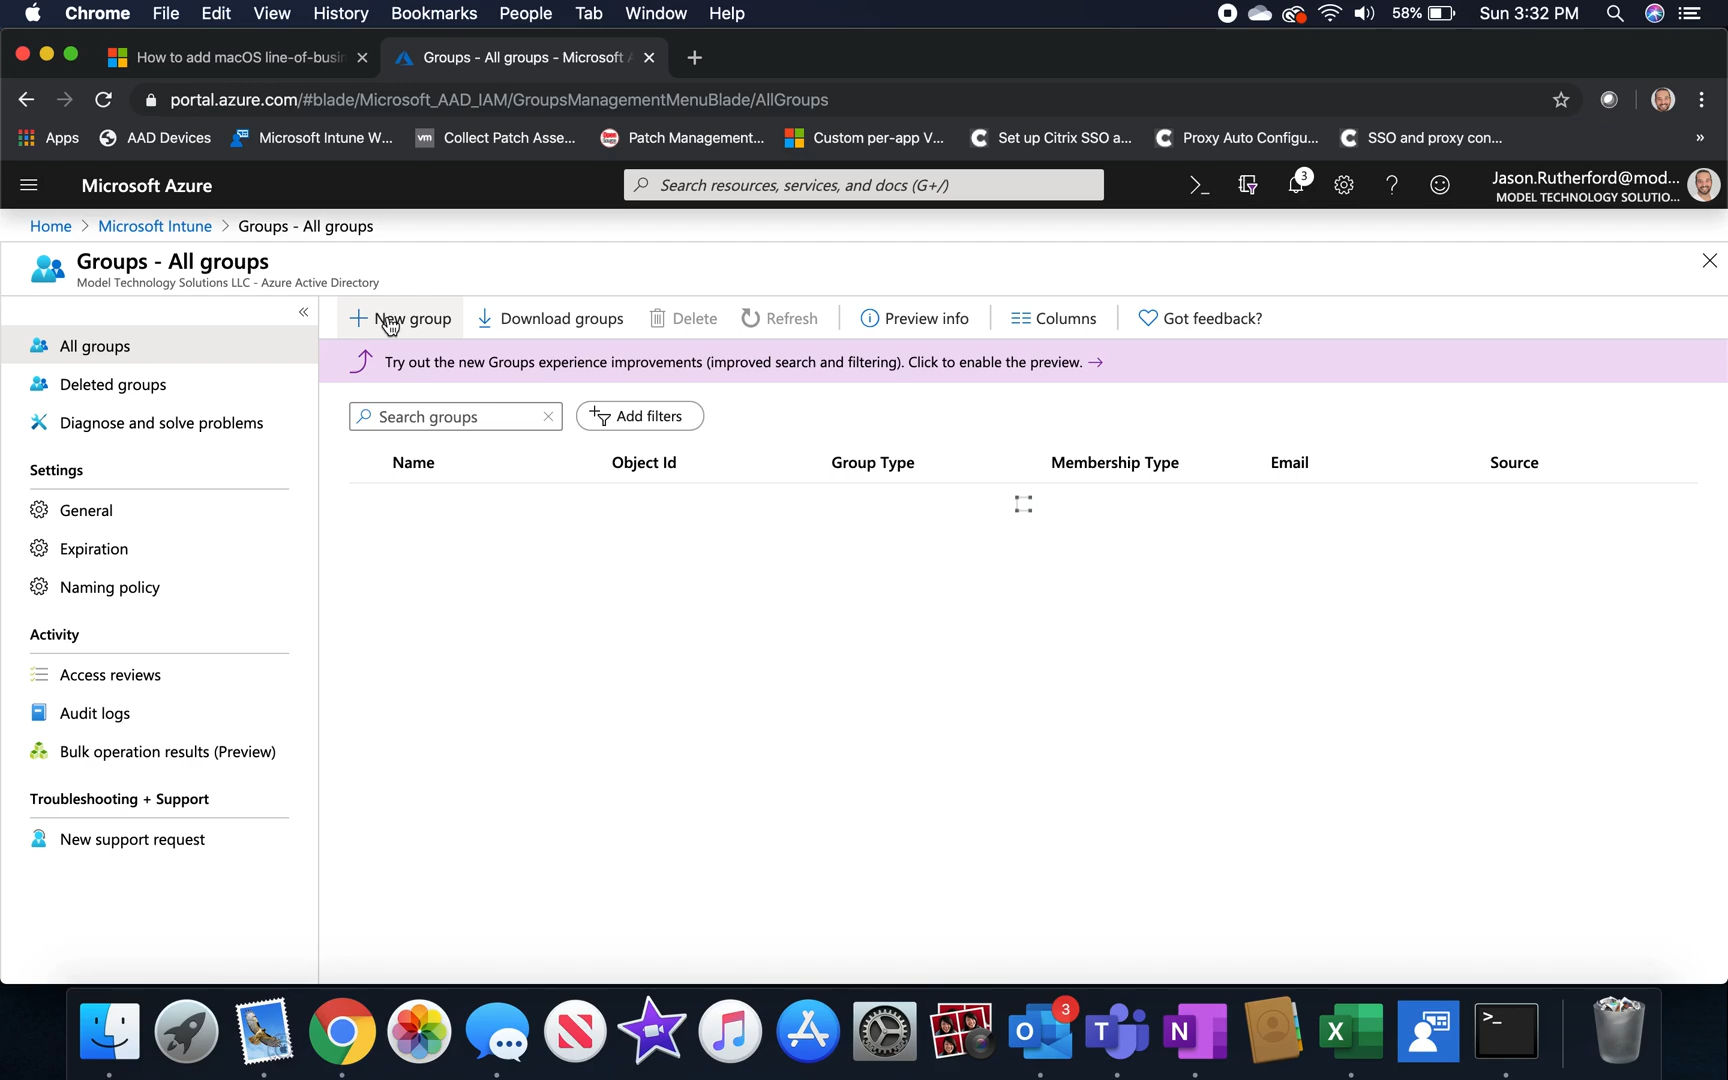 Chrome File Edit View History Bookmarks People Tab Window Help 58% Sun 3:32 PM
How to add macOS line-of-busin Groups - All groups - Microsoft A
portal.azure.com/#blade/Microsoft_AAD_IAM/GroupsManagementMenuBlade/AllGroups
Apps AAD Devices Microsoft Intune W... vm Collect Patch Asse... Patch Management... Custom per-app V... C Set up Citrix SSO a... C Proxy Auto Configu... C SSO and proxy con... »
Microsoft Azure Search resources, services, and docs (G+/) 3 Jason.Rutherford@mod...
MODEL TECHNOLOGY SOLUTIO...
Home > Microsoft Intune > Groups - All groups
Groups - All groups
Model Technology Solutions LLC - Azure Active Directory
«
New group Download groups Delete Refresh Preview info Columns Got feedback?
Try out the new Groups experience improvements (improved search and filtering). Click to enable the preview. →
Search groups Add filters
Name Object Id Group Type Membership Type Email Source
All groups
Deleted groups
Diagnose and solve problems
Settings
General
Expiration
Naming policy
Activity
Access reviews
Audit logs
Bulk operation results (Preview)
Troubleshooting + Support
New support request
O 3 T N X >_